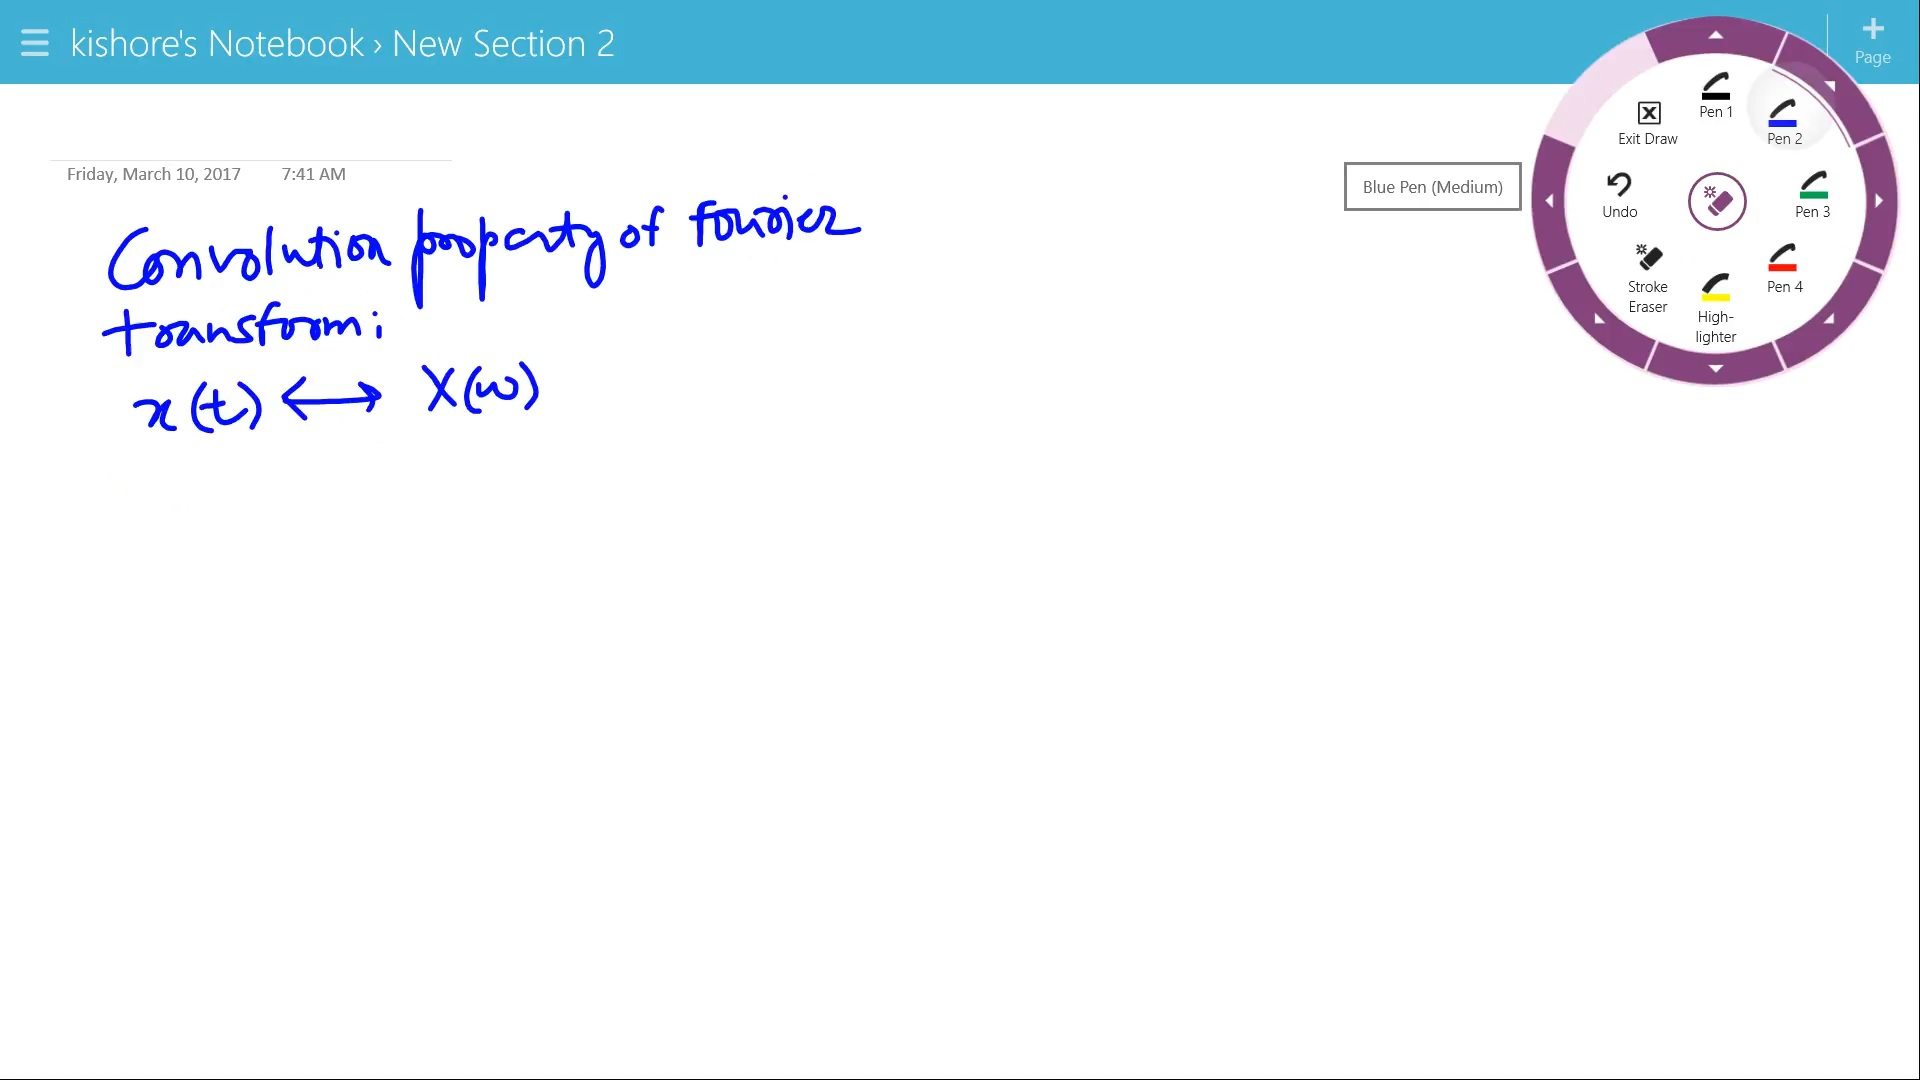 kishore's Notebook › New Section 2
Page
Pen 1
Pen 2
Exit Draw
Friday, March 10, 2017 7:41 AM
Blue Pen (Medium)
Undo
Pen 3
Convolution property of fourier
transform:
Stroke
Eraser
Pen 4
High-
lighter
x(t) ⟷ X(ω)